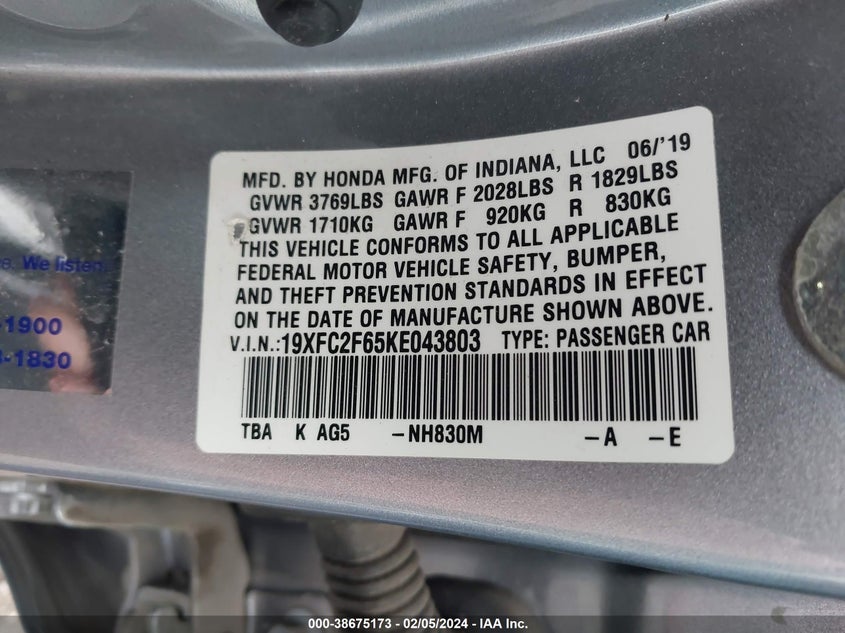 MFD. BY HONDA MFG. OF INDIANA, LLC 06/'19
GVWR 3769LBS GAWR F 2028LBS R 1829LBS
GVWR 1710KG GAWR F 920KG R 830KG
THIS VEHICLE CONFORMS TO ALL APPLICABLE
FEDERAL MOTOR VEHICLE SAFETY, BUMPER,
AND THEFT PREVENTION STANDARDS IN EFFECT
ON THE DATE OF MANUFACTURE SHOWN ABOVE.
V.I.N.:19XFC2F65KE043803 TYPE: PASSENGER CAR
TBA K AG5 -NH830M -A -E
We listen.
-1900
-1830
000-38675173 - 02/05/2024 - IAA Inc.